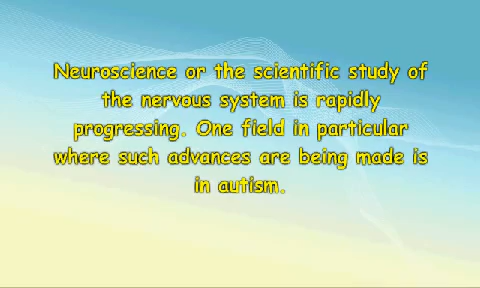 Neuroscience or the scientific study of
the nervous system is rapidly
progressing. One field in particular
where such advances are being made is
in autism.